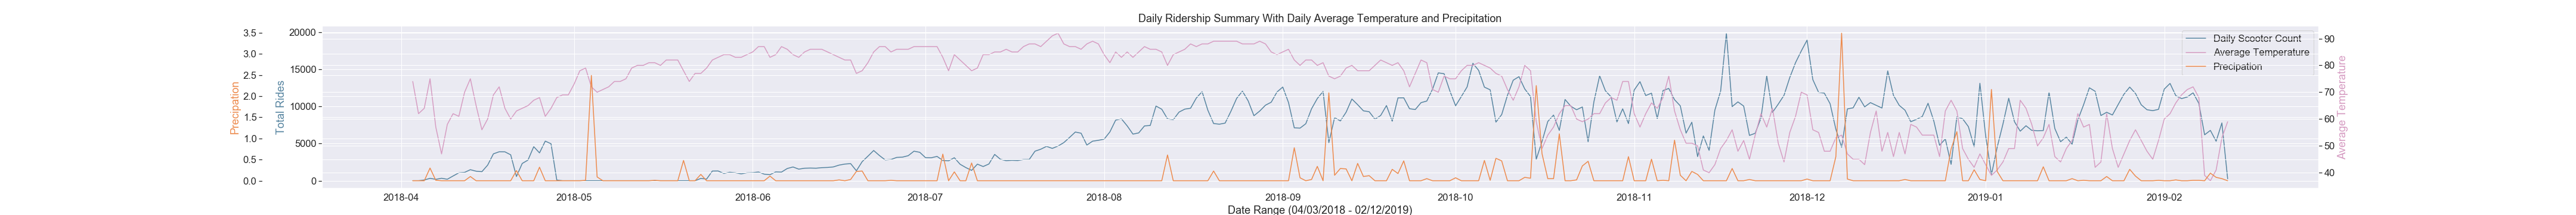 Daily Ridership Summary With Daily Average Temperature and Precipitation
3.5
3.0
2.5
2.0
1.5
1.0
0.5
0.0
Precipation
20000
15000
10000
5000
0
Total Rides
Daily Scooter Count
Average Temperature
Precipation
90
80
70
60
50
40
Average Temperature
2018-04 2018-05 2018-06 2018-07 2018-08 2018-09 2018-10 2018-11 2018-12 2019-01 2019-02
Date Range (04/03/2018 - 02/12/2019)